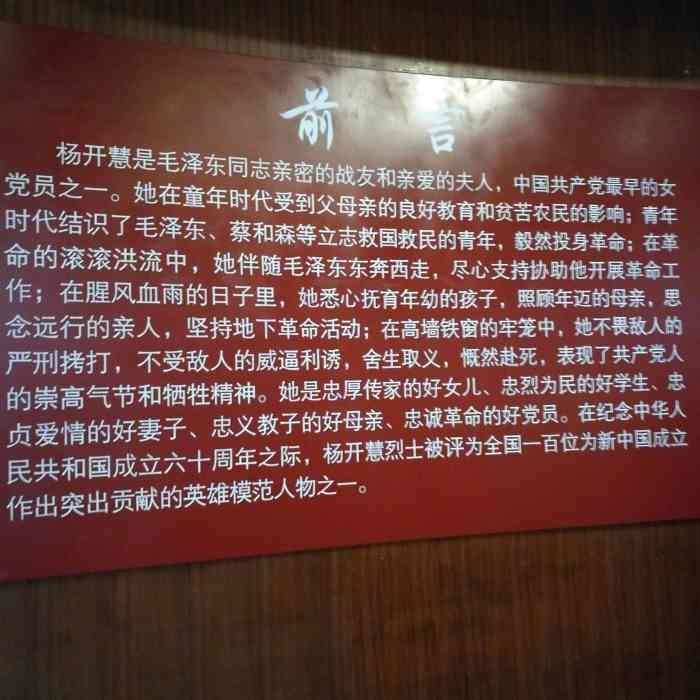 前言
杨开慧是毛泽东同志亲密的战友和亲爱的夫人，中国共产党最早的女
党员之一。她在童年时代受到父母亲的良好教育和贫苦农民的影响；青年
时代结识了毛泽东、蔡和森等立志救国救民的青年，毅然投身革命；在革
命的滚滚洪流中，她伴随毛泽东东奔西走，尽心支持协助他开展革命工
作；在腥风血雨的日子里，她悉心抚育年幼的孩子，照顾年迈的母亲，思
念远行的亲人，坚持地下革命活动；在高墙铁窗的牢笼中，她不畏敌人的
严刑拷打，不受敌人的威逼利诱，舍生取义，慨然赴死，表现了共产党人
的崇高气节和牺牲精神。她是忠厚传家的好女儿、忠烈为民的好学生、忠
贞爱情的好妻子、忠义教子的好母亲、忠诚革命的好党员。在纪念中华人
民共和国成立六十周年之际，杨开慧烈士被评为全国一百位为新中国成立
作出突出贡献的英雄模范人物之一。